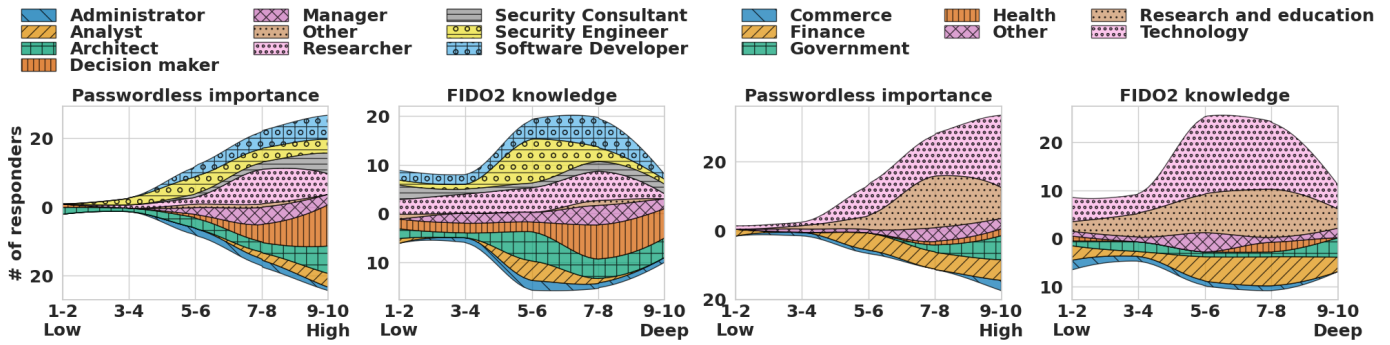 Administrator
Analyst
Architect
Decision maker
Manager
Other
Researcher
Security Consultant
Security Engineer
Software Developer
Commerce
Finance
Government
Health
Other
Research and education
Technology
# of responders
Passwordless importance
20
0
20
1-2 3-4 5-6 7-8 9-10
Low High
FIDO2 knowledge
20
10
0
10
1-2 3-4 5-6 7-8 9-10
Low Deep
Passwordless importance
20
0
20
1-2 3-4 5-6 7-8 9-10
Low High
FIDO2 knowledge
20
10
0
10
1-2 3-4 5-6 7-8 9-10
Low Deep